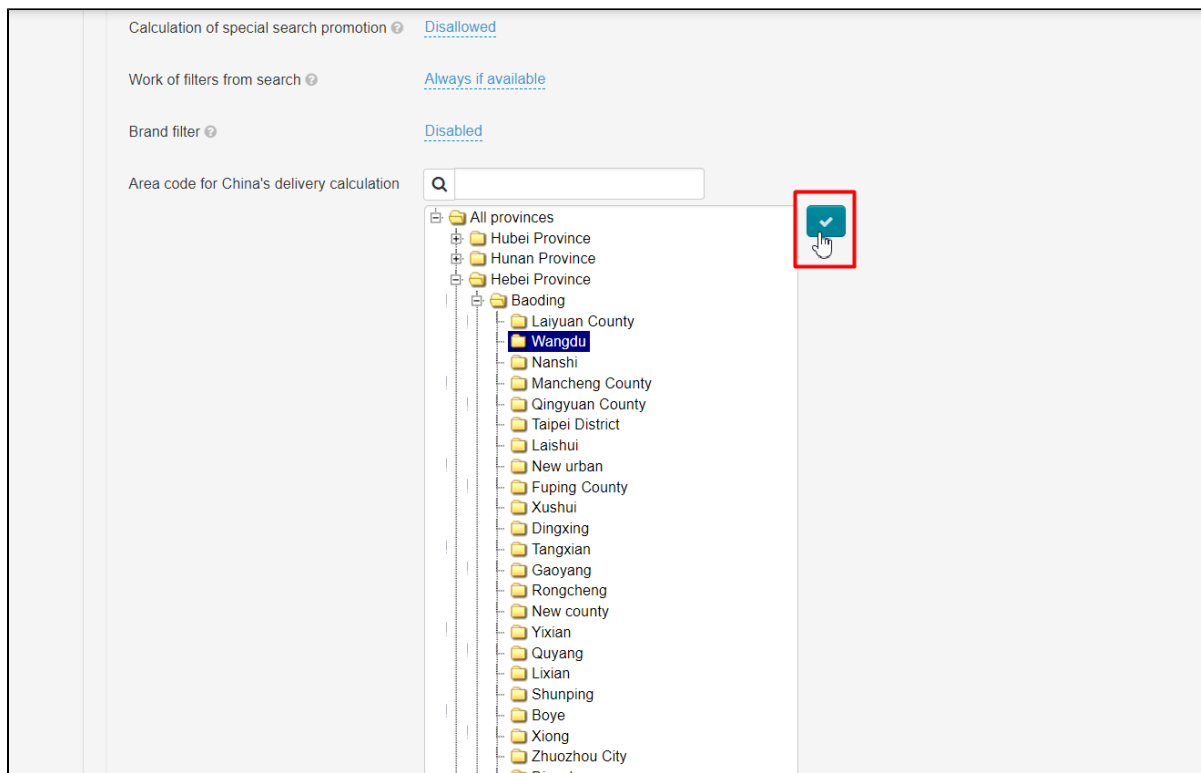 Calculation of special search promotion ? Disallowed
Work of filters from search ? Always if available
Brand filter ? Disabled
Area code for China's delivery calculation
All provinces
Hubei Province
Hunan Province
Hebei Province
Baoding
Laiyuan County
Wangdu
Nanshi
Mancheng County
Qingyuan County
Taipei District
Laishui
New urban
Fuping County
Xushui
Dingxing
Tangxian
Gaoyang
Rongcheng
New county
Yixian
Quyang
Lixian
Shunping
Boye
Xiong
Zhuozhou City